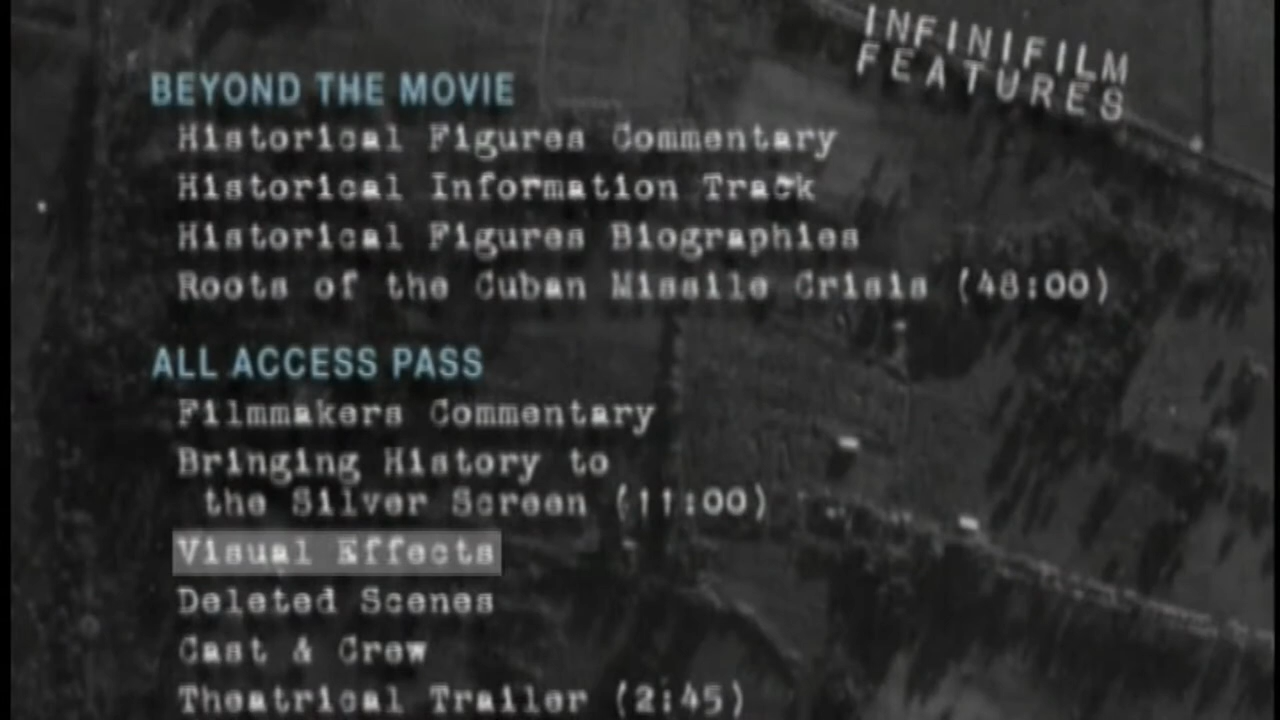 INFINIFILM
FEATURES
BEYOND THE MOVIE
Historical Figures Commentary
Historical Information Track
Historical Figures Biographies
Roots of the Cuban Missile Crisis (48:00)
ALL ACCESS PASS
Filmmakers Commentary
Bringing History to
the Silver Screen (11:00)
Visual Effects
Deleted Scenes
Cast & Crew
Theatrical Trailer (2:45)